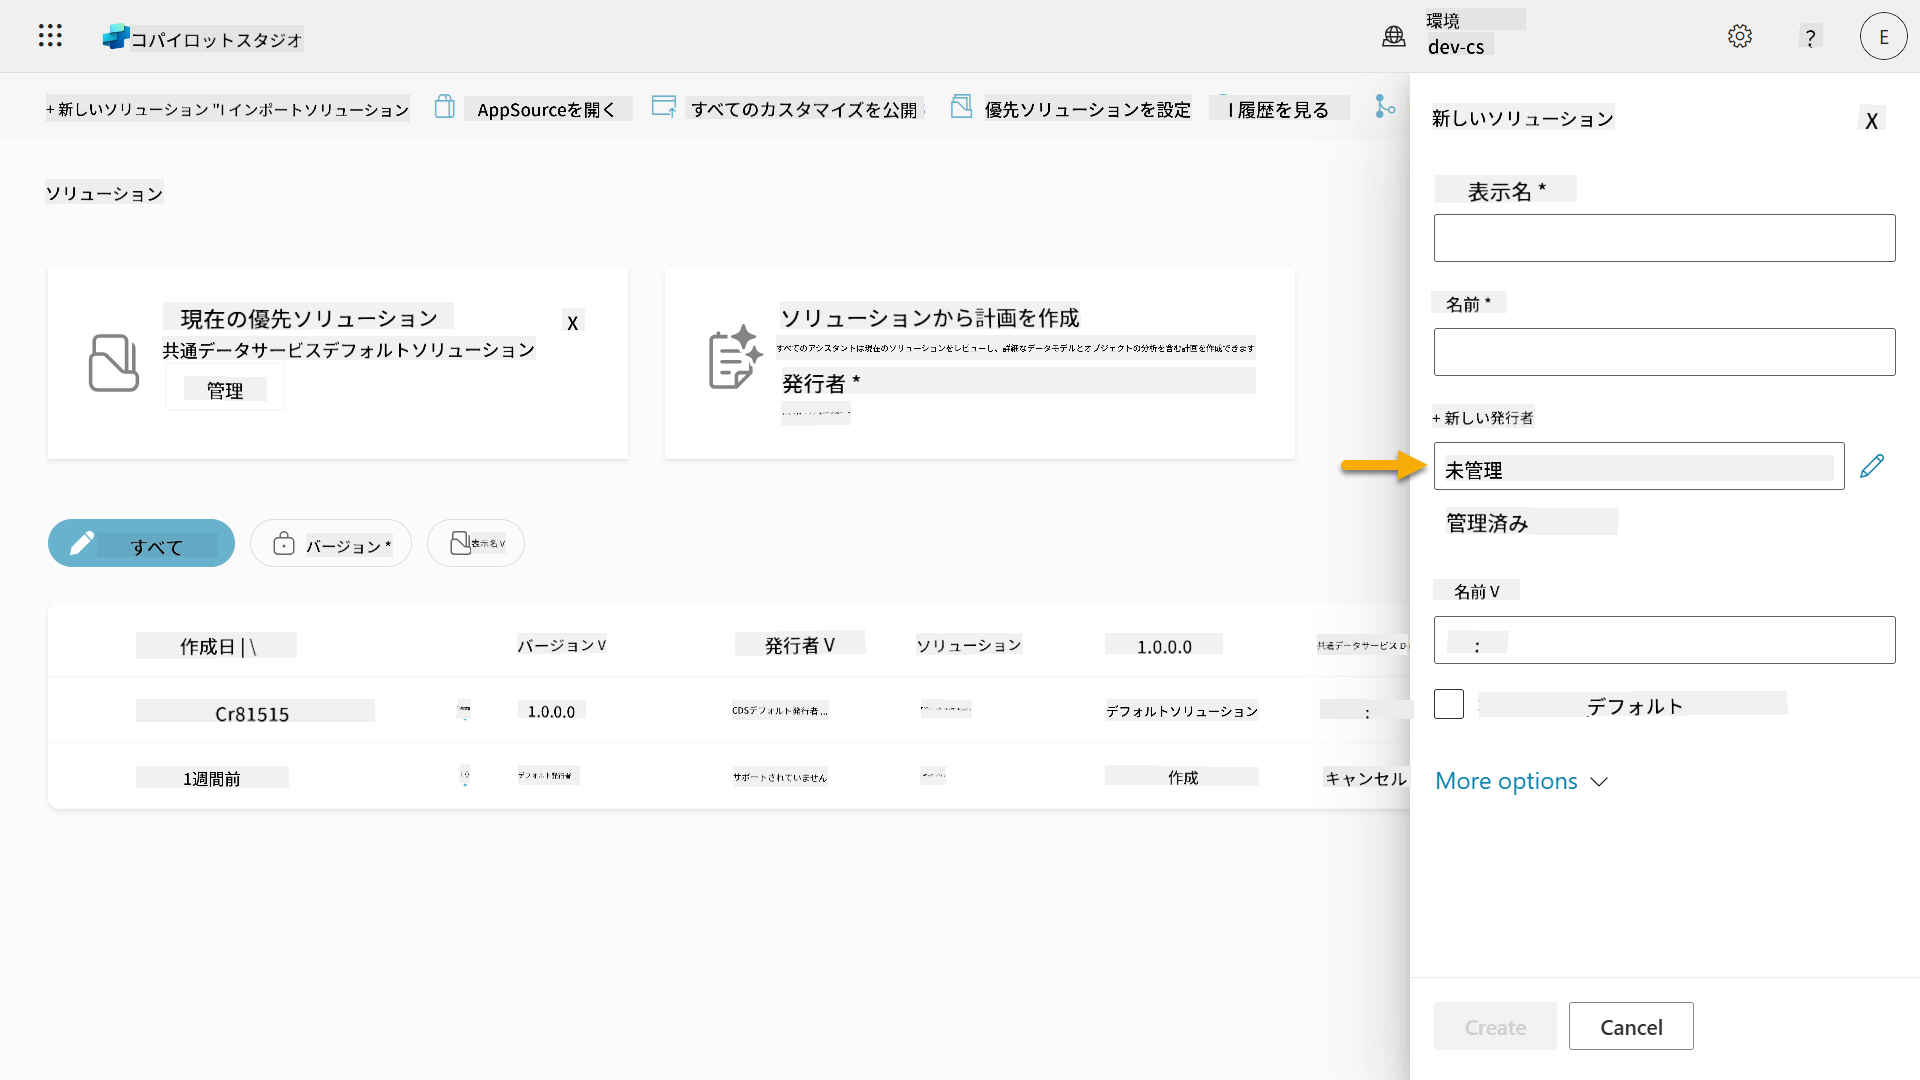 コパイロットスタジオ
環境
dev-cs
?
E
+ 新しいソリューション "I インポートソリューション
AppSourceを開く
すべてのカスタマイズを公開
優先ソリューションを設定
I 履歴を見る
新しいソリューション
X
ソリューション
表示名 *
現在の優先ソリューション
X
共通データサービスデフォルトソリューション
管理
ソリューションから計画を作成
すべてのアシスタントは現在のソリューションをレビューし、詳細なデータモデルとオブジェクトの分析を含む計画を作成できます
発行者 *
名前 *
+ 新しい発行者
未管理
管理済み
すべて
バージョン *
表示名 V
名前 V
:
デフォルト
More options
作成日 | \
バージョン V
発行者 V
ソリューション
1.0.0.0
共通データサービス D
Cr81515
1.0.0.0
CDSデフォルト発行者 ...
デフォルトソリューション
:
1週間前
デフォルト発行者 ...
サポートされていません
作成
キャンセル
Create
Cancel